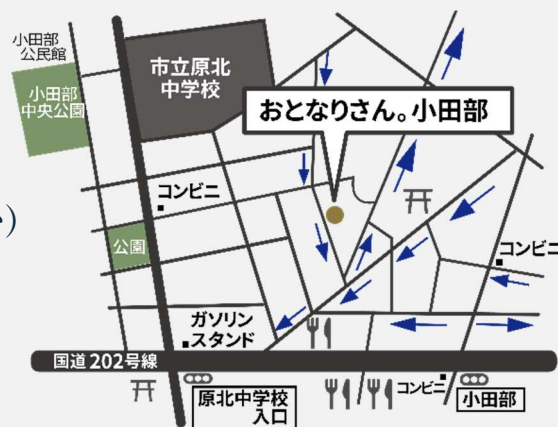 小田部
公民館
小田部
中央公園
市立原北
中学校
おとなりさん。小田部
コンビニ
公園
コンビニ
ガソリン
スタンド
国道202号線
原北中学校
入口
コンビニ
小田部